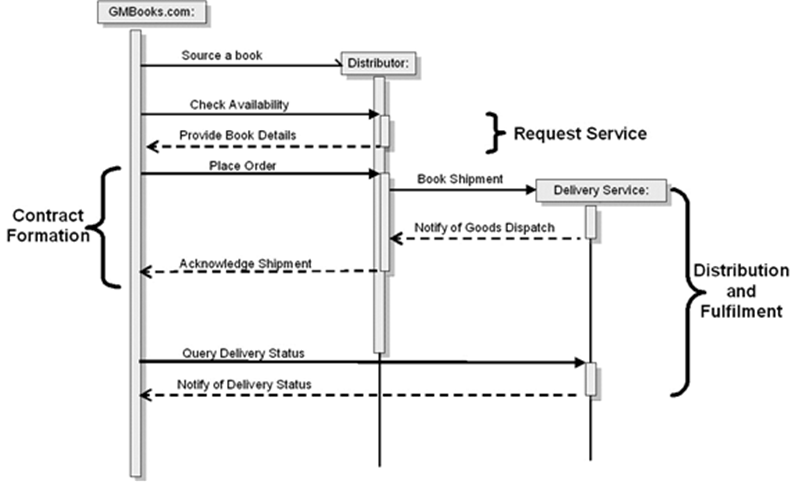 GMBooks.com:
Source a book
Distributor:
Check Availability
Provide Book Details
Request Service
Place Order
Book Shipment
Delivery Service:
Contract
Formation
Notify of Goods Dispatch
Acknowledge Shipment
Distribution
and
Fulfilment
Query Delivery Status
Notify of Delivery Status